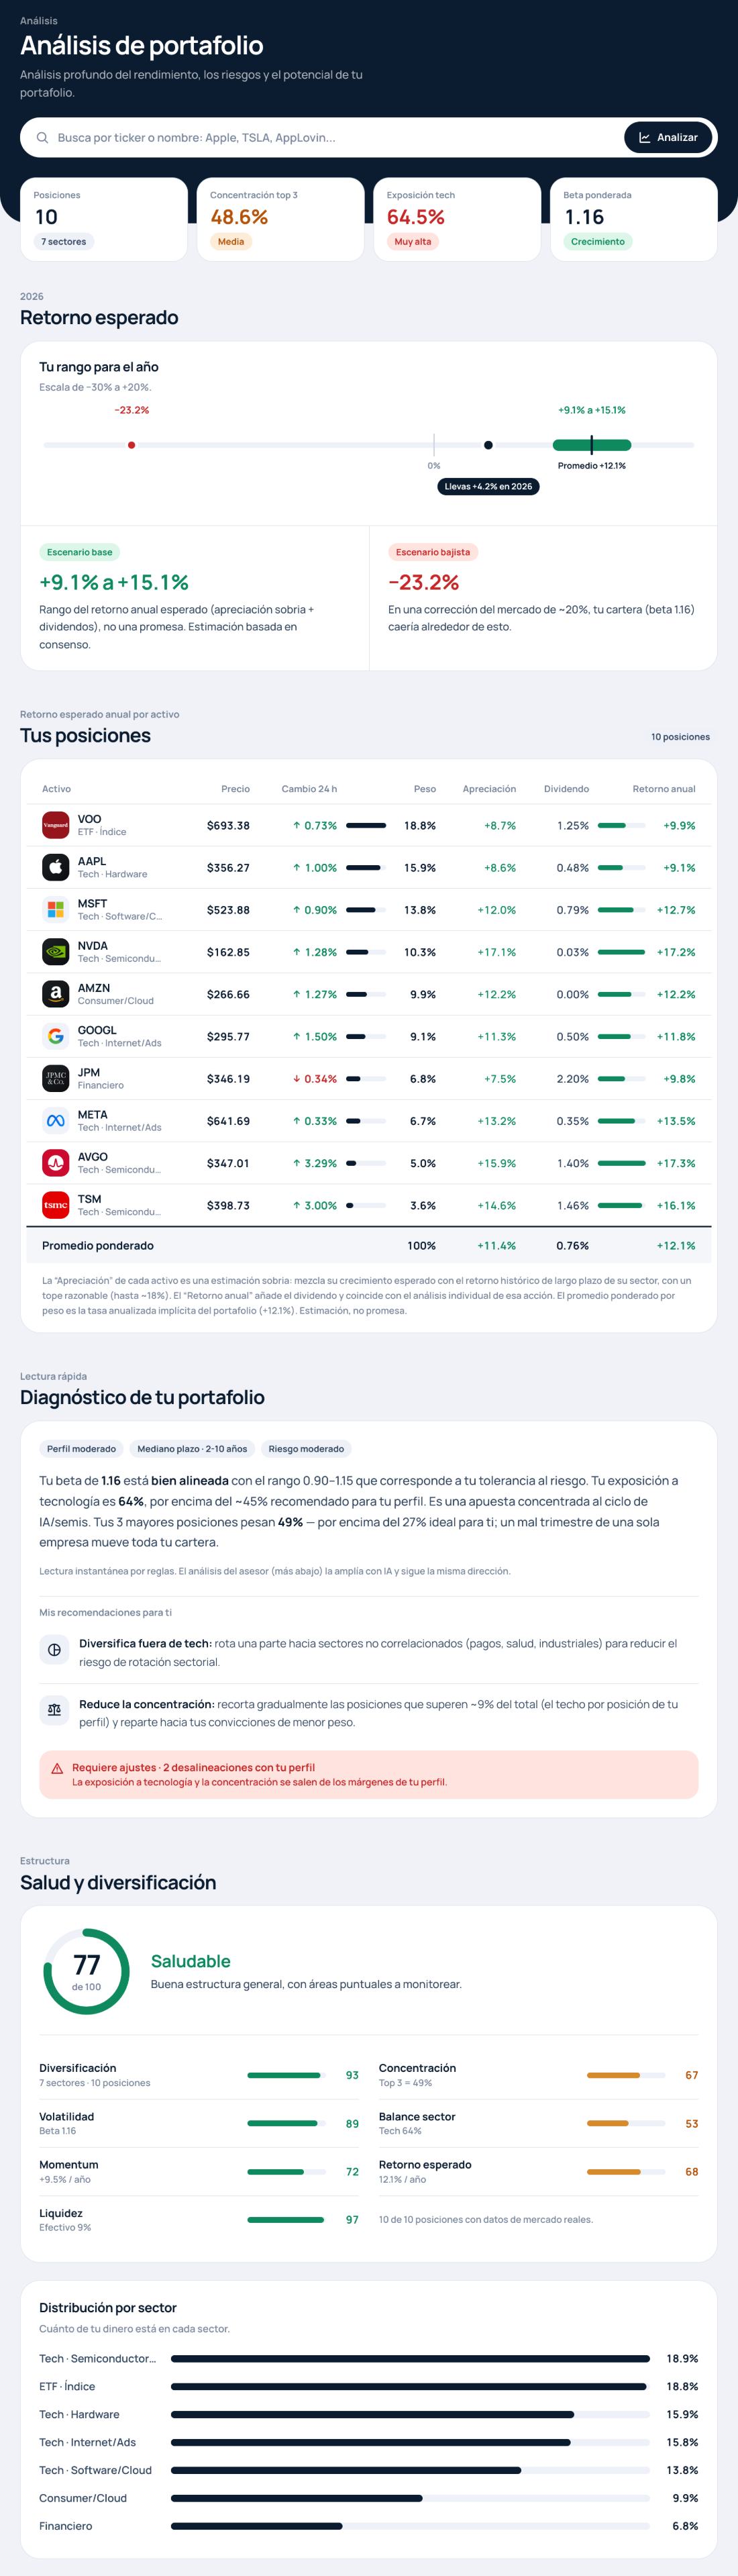 Análisis
Análisis de portafolio
Análisis profundo del rendimiento, los riesgos y el potencial de tu
portafolio.
Busca por ticker o nombre: Apple, TSLA, AppLovin...
Analizar
Posiciones
10
7 sectores
Concentración top 3
48.6%
Media
Exposición tech
64.5%
Muy alta
Beta ponderada
1.16
Crecimiento
2026
Retorno esperado
Tu rango para el año
Escala de −30% a +20%.
−23.2%
+9.1% a +15.1%
0%
Promedio +12.1%
Llevas +4.2% en 2026
Escenario base
+9.1% a +15.1%
Rango del retorno anual esperado (apreciación sobria +
dividendos), no una promesa. Estimación basada en
consenso.
Escenario bajista
−23.2%
En una corrección del mercado de ~20%, tu cartera (beta 1.16)
caería alrededor de esto.
Retorno esperado anual por activo
Tus posiciones
10 posiciones
Activo Precio Cambio 24 h Peso Apreciación Dividendo Retorno anual
Vanguard VOO $693.38 ↑ 0.73% 18.8% +8.7% 1.25% +9.9%
ETF · Índice
AAPL $356.27 ↑ 1.00% 15.9% +8.6% 0.48% +9.1%
Tech · Hardware
MSFT $523.88 ↑ 0.90% 13.8% +12.0% 0.79% +12.7%
Tech · Software/C...
NVDA $162.85 ↑ 1.28% 10.3% +17.1% 0.03% +17.2%
Tech · Semicondu...
AMZN $266.66 ↑ 1.27% 9.9% +12.2% 0.00% +12.2%
Consumer/Cloud
GOOGL $295.77 ↑ 1.50% 9.1% +11.3% 0.50% +11.8%
Tech · Internet/Ads
JPMC & Co. JPM $346.19 ↓ 0.34% 6.8% +7.5% 2.20% +9.8%
Financiero
META $641.69 ↑ 0.33% 6.7% +13.2% 0.35% +13.5%
Tech · Internet/Ads
AVGO $347.01 ↑ 3.29% 5.0% +15.9% 1.40% +17.3%
Tech · Semicondu...
tsmc TSM $398.73 ↑ 3.00% 3.6% +14.6% 1.46% +16.1%
Tech · Semicondu...
Promedio ponderado 100% +11.4% 0.76% +12.1%
La “Apreciación” de cada activo es una estimación sobria: mezcla su crecimiento esperado con el retorno histórico de largo plazo de su sector, con un
tope razonable (hasta ~18%). El “Retorno anual” añade el dividendo y coincide con el análisis individual de esa acción. El promedio ponderado por
peso es la tasa anualizada implícita del portafolio (+12.1%). Estimación, no promesa.
Lectura rápida
Diagnóstico de tu portafolio
Perfil moderado
Mediano plazo · 2-10 años
Riesgo moderado
Tu beta de 1.16 está bien alineada con el rango 0.90–1.15 que corresponde a tu tolerancia al riesgo. Tu exposición a
tecnología es 64%, por encima del ~45% recomendado para tu perfil. Es una apuesta concentrada al ciclo de
IA/semis. Tus 3 mayores posiciones pesan 49% — por encima del 27% ideal para ti; un mal trimestre de una sola
empresa mueve toda tu cartera.
Lectura instantánea por reglas. El análisis del asesor (más abajo) la amplía con IA y sigue la misma dirección.
Mis recomendaciones para ti
Diversifica fuera de tech: rota una parte hacia sectores no correlacionados (pagos, salud, industriales) para reducir el
riesgo de rotación sectorial.
Reduce la concentración: recorta gradualmente las posiciones que superen ~9% del total (el techo por posición de tu
perfil) y reparte hacia tus convicciones de menor peso.
Requiere ajustes · 2 desalineaciones con tu perfil
La exposición a tecnología y la concentración se salen de los márgenes de tu perfil.
Estructura
Salud y diversificación
77
de 100
Saludable
Buena estructura general, con áreas puntuales a monitorear.
Diversificación 93
7 sectores · 10 posiciones
Concentración 67
Top 3 = 49%
Volatilidad 89
Beta 1.16
Balance sector 53
Tech 64%
Momentum 72
+9.5% / año
Retorno esperado 68
12.1% / año
Liquidez 97
Efectivo 9%
10 de 10 posiciones con datos de mercado reales.
Distribución por sector
Cuánto de tu dinero está en cada sector.
Tech · Semiconductor... 18.9%
ETF · Índice 18.8%
Tech · Hardware 15.9%
Tech · Internet/Ads 15.8%
Tech · Software/Cloud 13.8%
Consumer/Cloud 9.9%
Financiero 6.8%